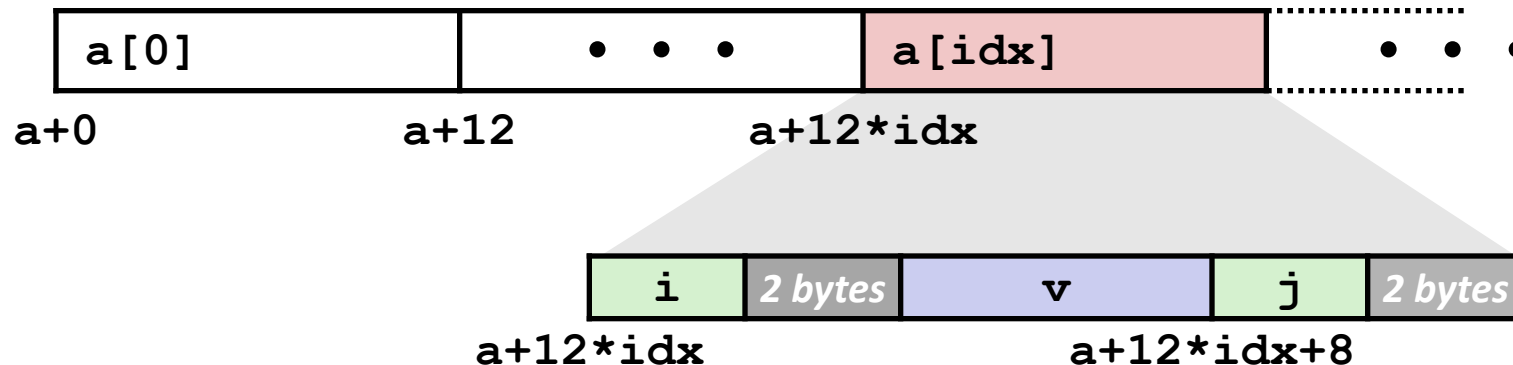 a[0] • • • a[idx] • • •
a+0 a+12 a+12*idx
i 2 bytes v j 2 bytes
a+12*idx a+12*idx+8